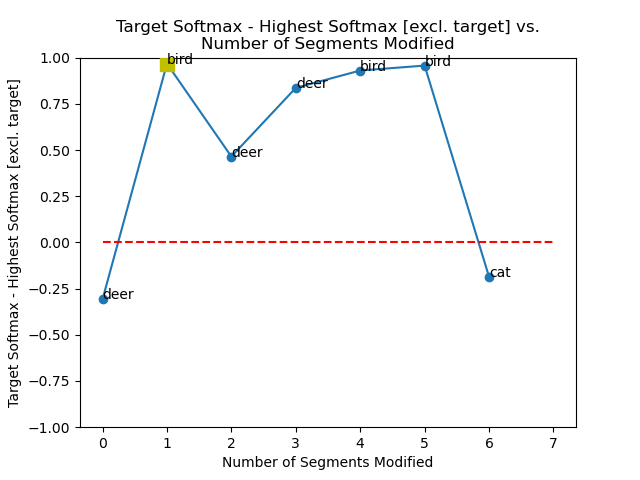 Target Softmax - Highest Softmax [excl. target] vs.
Number of Segments Modified
Target Softmax - Highest Softmax [excl. target]
1.00
0.75
0.50
0.25
0.00
−0.25
−0.50
−0.75
−1.00
deer
bird
deer
deer
bird
bird
cat
0 1 2 3 4 5 6 7
Number of Segments Modified